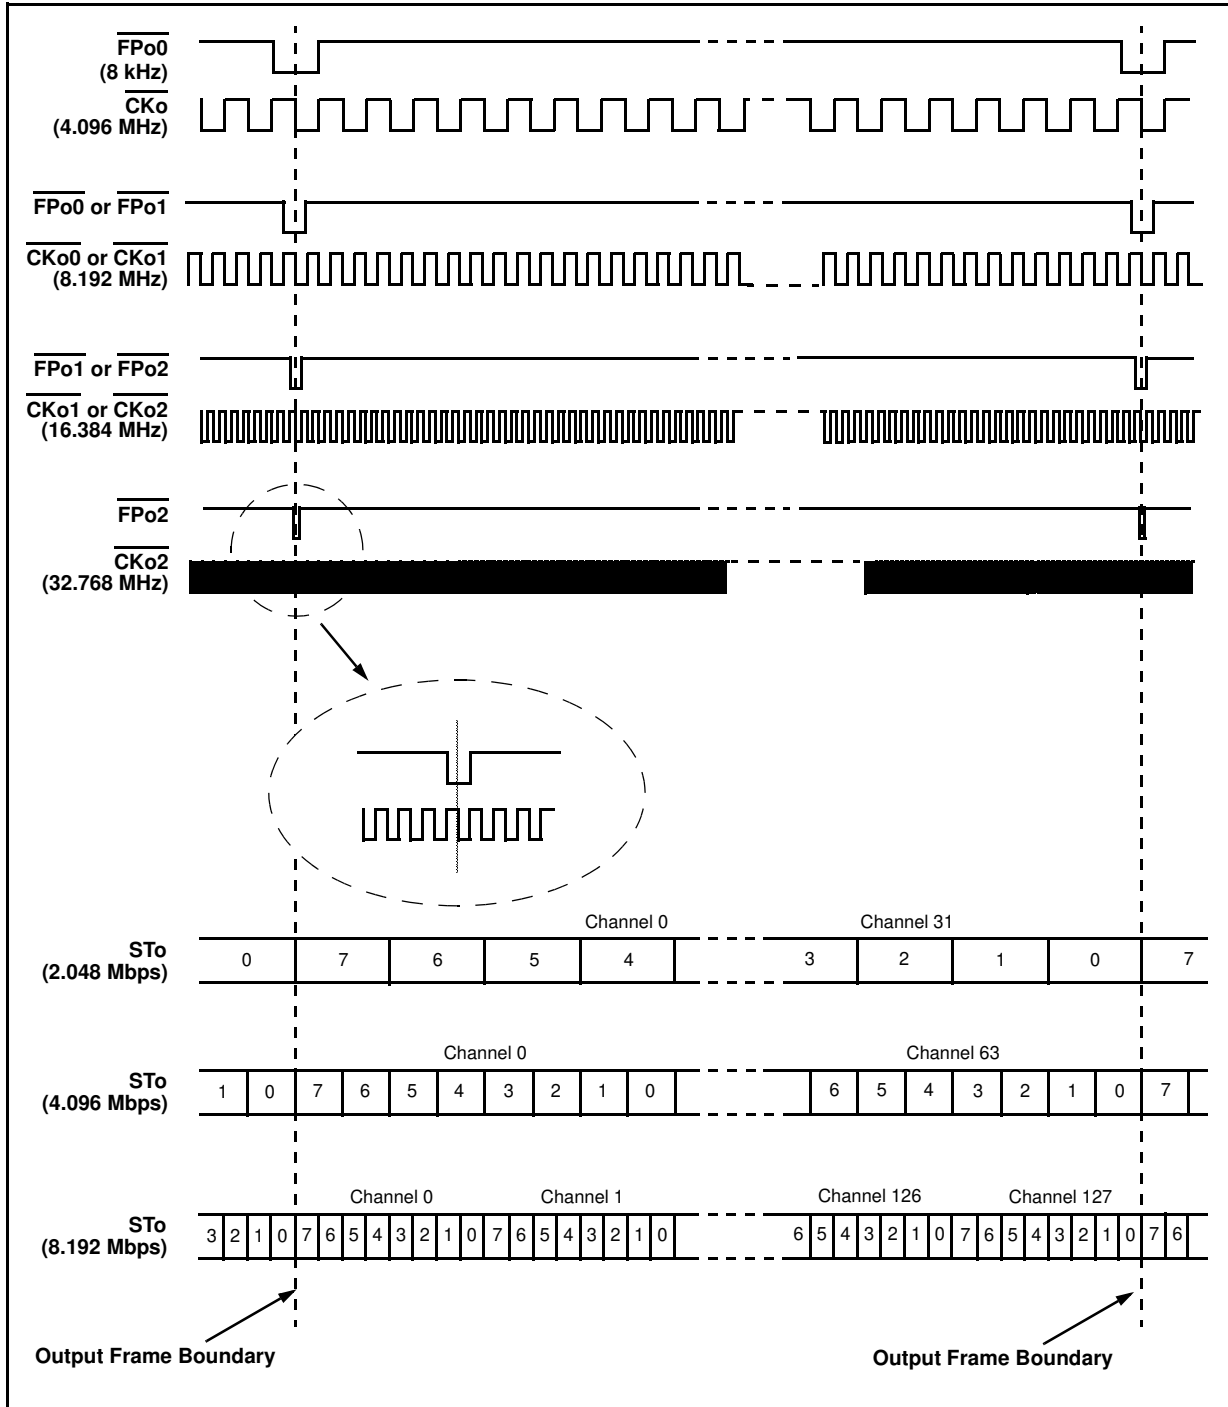 FPo0
(8 kHz)
CKo
(4.096 MHz)
FPo0 or FPo1
CKo0 or CKo1
(8.192 MHz)
FPo1 or FPo2
CKo1 or CKo2
(16.384 MHz)
FPo2
CKo2
(32.768 MHz)
Channel 0 Channel 31
STo
(2.048 Mbps)
0 7 6 5 4 3 2 1 0 7
Channel 0 Channel 63
STo
(4.096 Mbps)
1 0 7 6 5 4 3 2 1 0 6 5 4 3 2 1 0 7
Channel 0 Channel 1 Channel 126 Channel 127
STo
(8.192 Mbps)
3 2 1 0 7 6 5 4 3 2 1 0 7 6 5 4 3 2 1 0 6 5 4 3 2 1 0 7 6 5 4 3 2 1 0 7 6
Output Frame Boundary
Output Frame Boundary